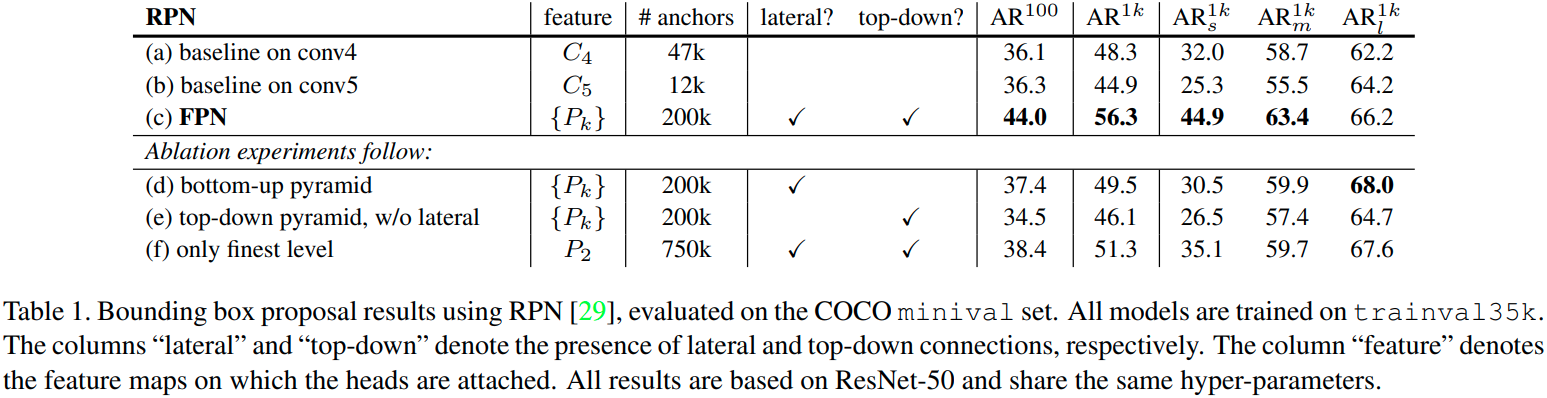 RPN feature # anchors lateral? top-down? AR^100 AR^1k AR_s^1k AR_m^1k AR_l^1k
(a) baseline on conv4 C_4 47k 36.1 48.3 32.0 58.7 62.2
(b) baseline on conv5 C_5 12k 36.3 44.9 25.3 55.5 64.2
(c) FPN {P_k} 200k ✓ ✓ 44.0 56.3 44.9 63.4 66.2
Ablation experiments follow:
(d) bottom-up pyramid {P_k} 200k ✓ 37.4 49.5 30.5 59.9 68.0
(e) top-down pyramid, w/o lateral {P_k} 200k ✓ 34.5 46.1 26.5 57.4 64.7
(f) only finest level P_2 750k ✓ ✓ 38.4 51.3 35.1 59.7 67.6
Table 1. Bounding box proposal results using RPN [29], evaluated on the COCO minival set. All models are trained on trainval35k.
The columns “lateral” and “top-down” denote the presence of lateral and top-down connections, respectively. The column “feature” denotes
the feature maps on which the heads are attached. All results are based on ResNet-50 and share the same hyper-parameters.